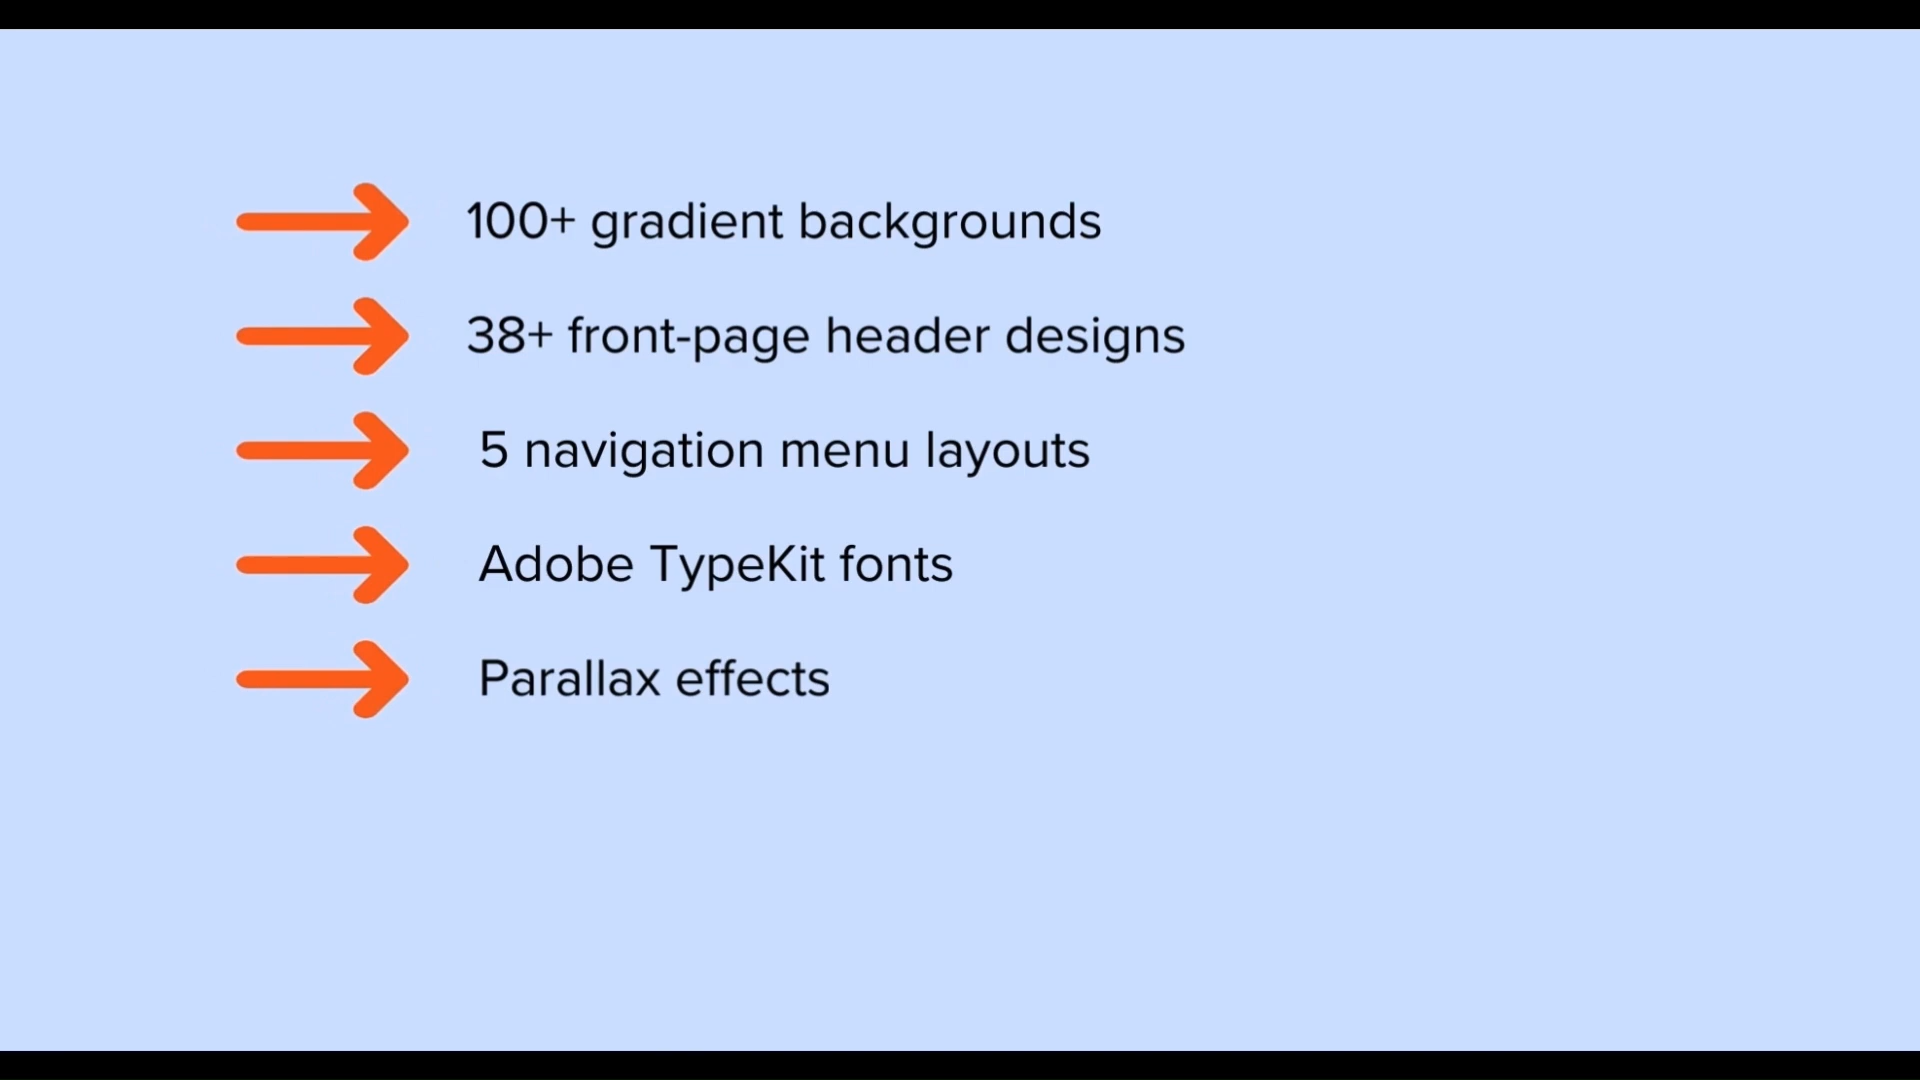 100+ gradient backgrounds
38+ front-page header designs
5 navigation menu layouts
Adobe TypeKit fonts
Parallax effects